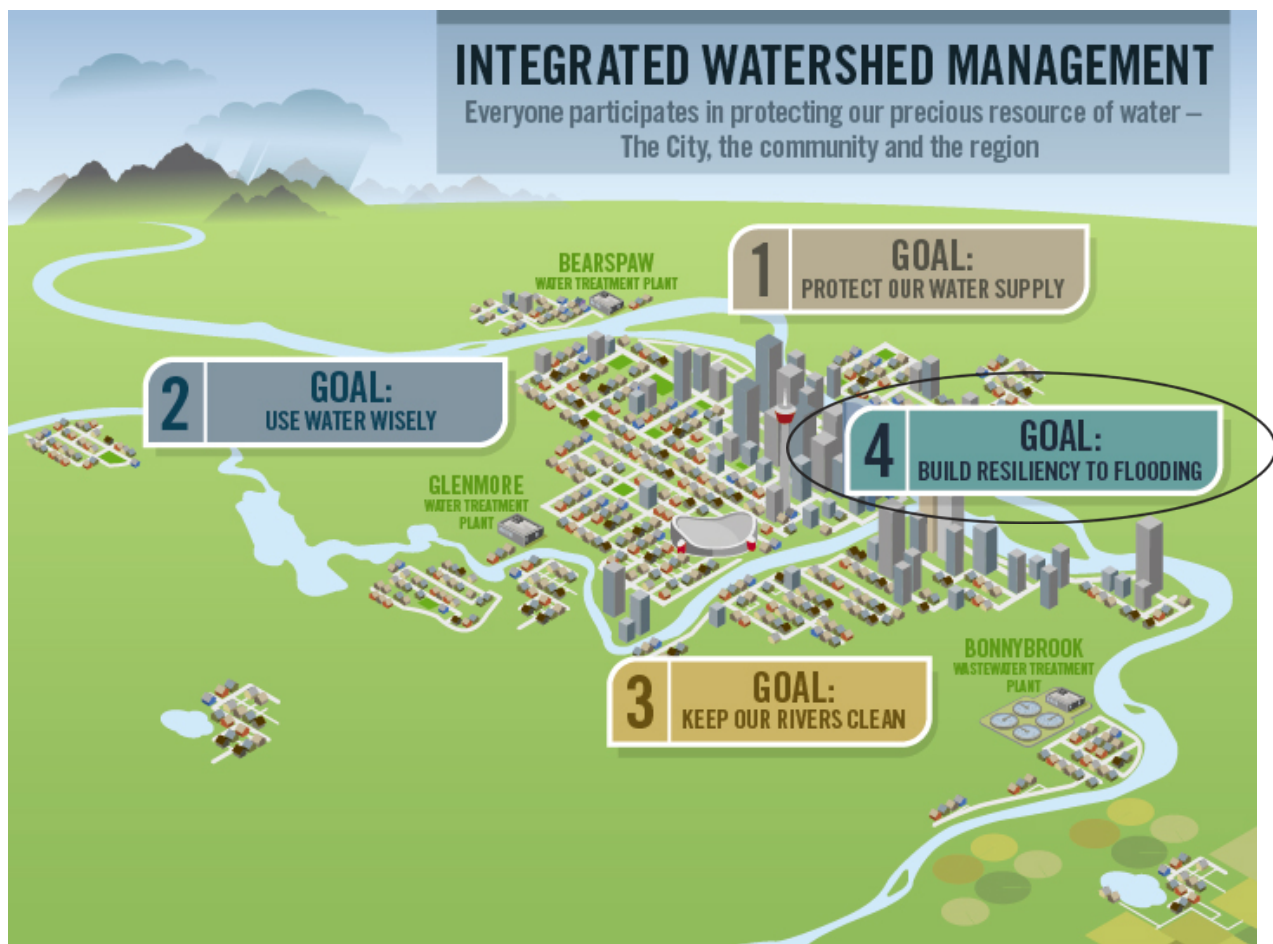 INTEGRATED WATERSHED MANAGEMENT
Everyone participates in protecting our precious resource of water –
The City, the community and the region
1
GOAL:
PROTECT OUR WATER SUPPLY
BEARSPAW
WATER TREATMENT PLANT
2
GOAL:
USE WATER WISELY
4
GOAL:
BUILD RESILIENCY TO FLOODING
GLENMORE
WATER TREATMENT
PLANT
3
GOAL:
KEEP OUR RIVERS CLEAN
BONNYBROOK
WASTEWATER TREATMENT
PLANT